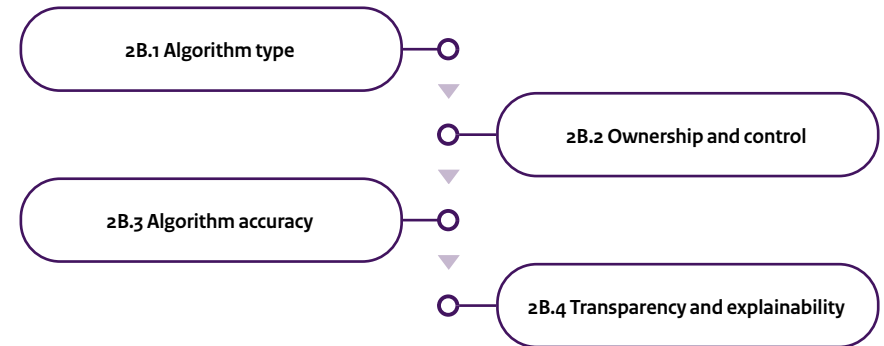 2B.1 Algorithm type
2B.2 Ownership and control
2B.3 Algorithm accuracy
2B.4 Transparency and explainability